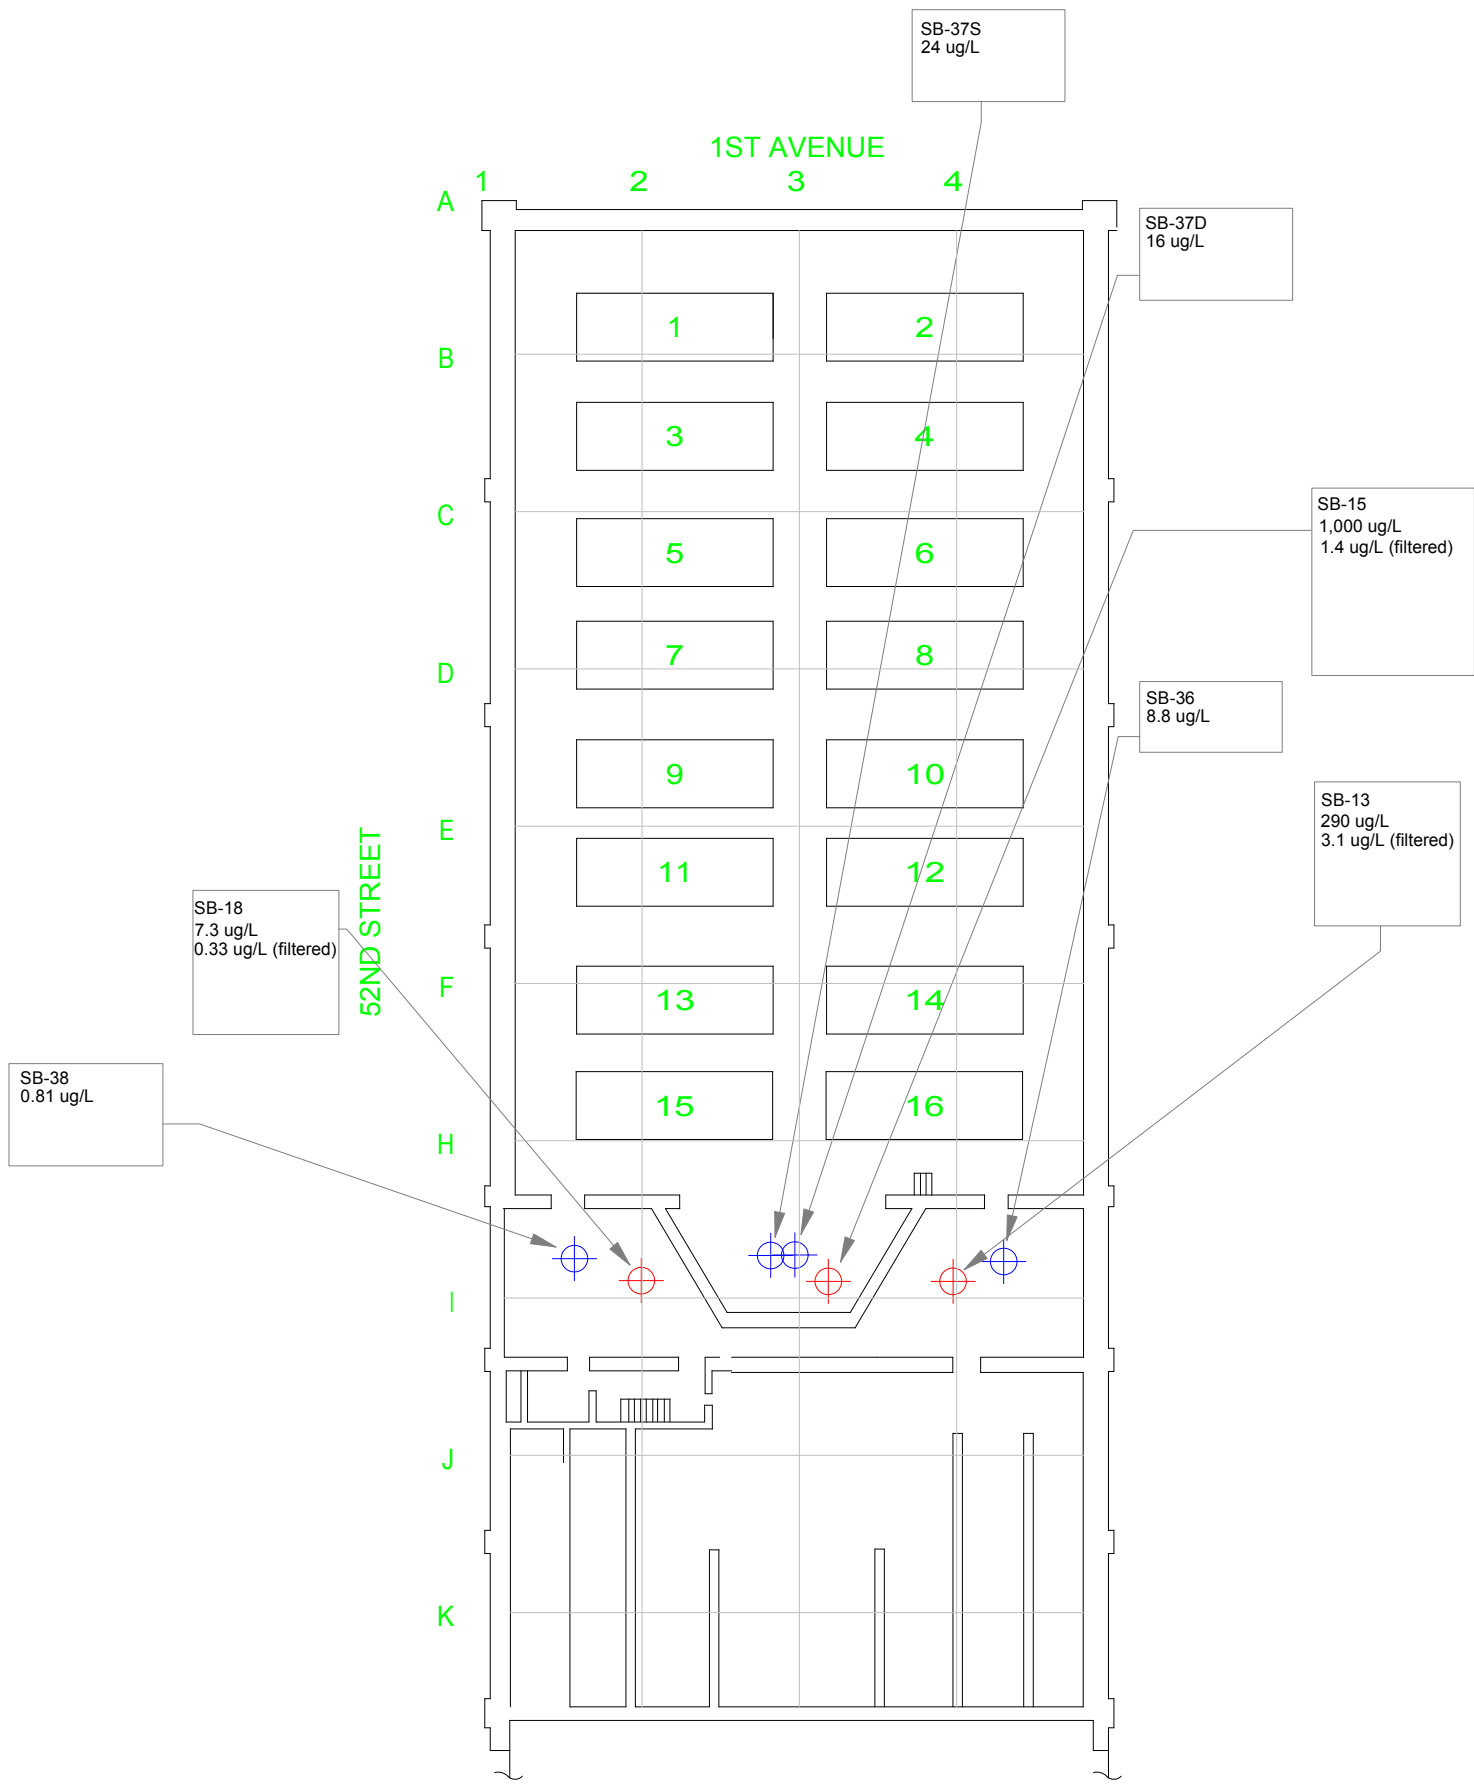 SB-37S
24 ug/L
1ST AVENUE
1 2 3 4
A
SB-37D
16 ug/L
1 2
B
3 4
SB-15
1,000 ug/L
1.4 ug/L (filtered)
C
5 6
7 8
D
SB-36
8.8 ug/L
9 10
SB-13
290 ug/L
3.1 ug/L (filtered)
E
52ND STREET
11 12
SB-18
7.3 ug/L
0.33 ug/L (filtered)
F
13 14
SB-38
0.81 ug/L
15 16
H
I
J
K